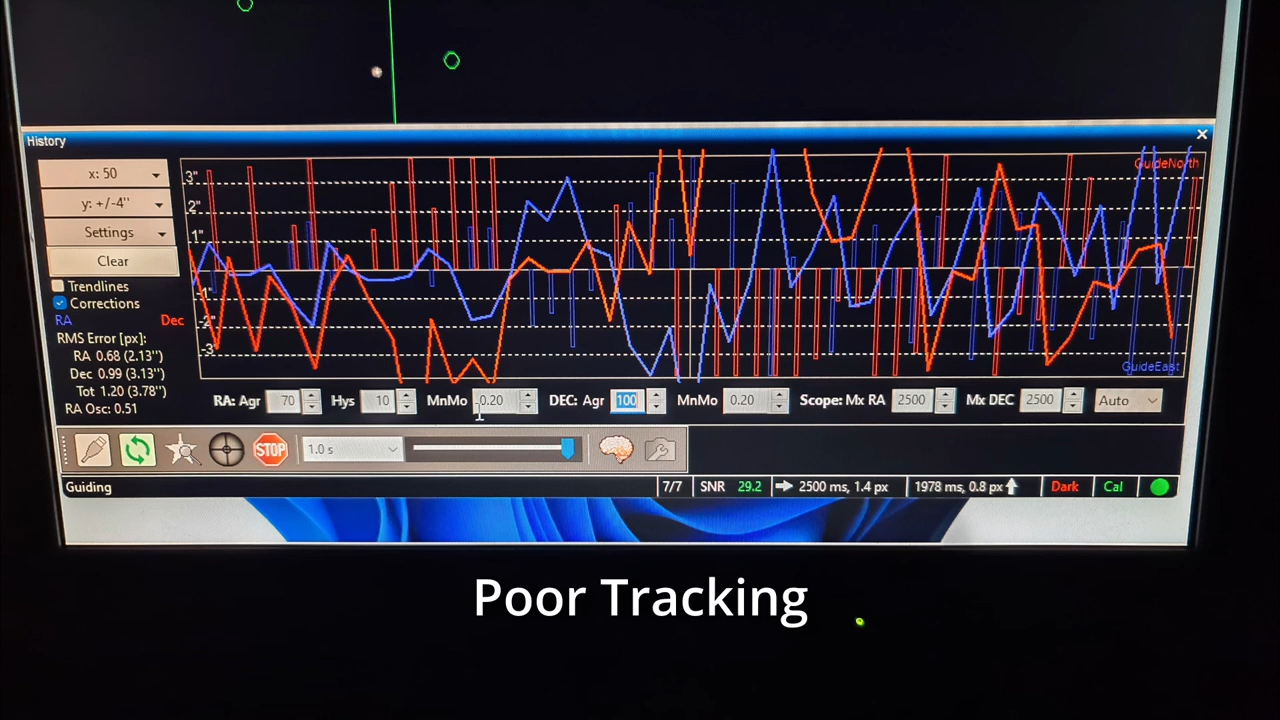 History
x: 50
y: +/-4''
Settings
Clear
Trendlines
Corrections
RA Dec
RMS Error [px]:
RA 0.68 (2.13'')
Dec 0.99 (3.13'')
Tot 1.20 (3.78'')
RA Osc: 0.51
3"
2"
1"
-1"
-2"
-3"
GuideNorth
GuideEast
RA: Agr 70 Hys 10 MnMo 0.20 DEC: Agr 100 MnMo 0.20 Scope: Mx RA 2500 Mx DEC 2500 Auto
STOP 1.0 s
Guiding 7/7 SNR 29.2 2500 ms, 1.4 px 1978 ms, 0.8 px Dark Cal
Poor Tracking